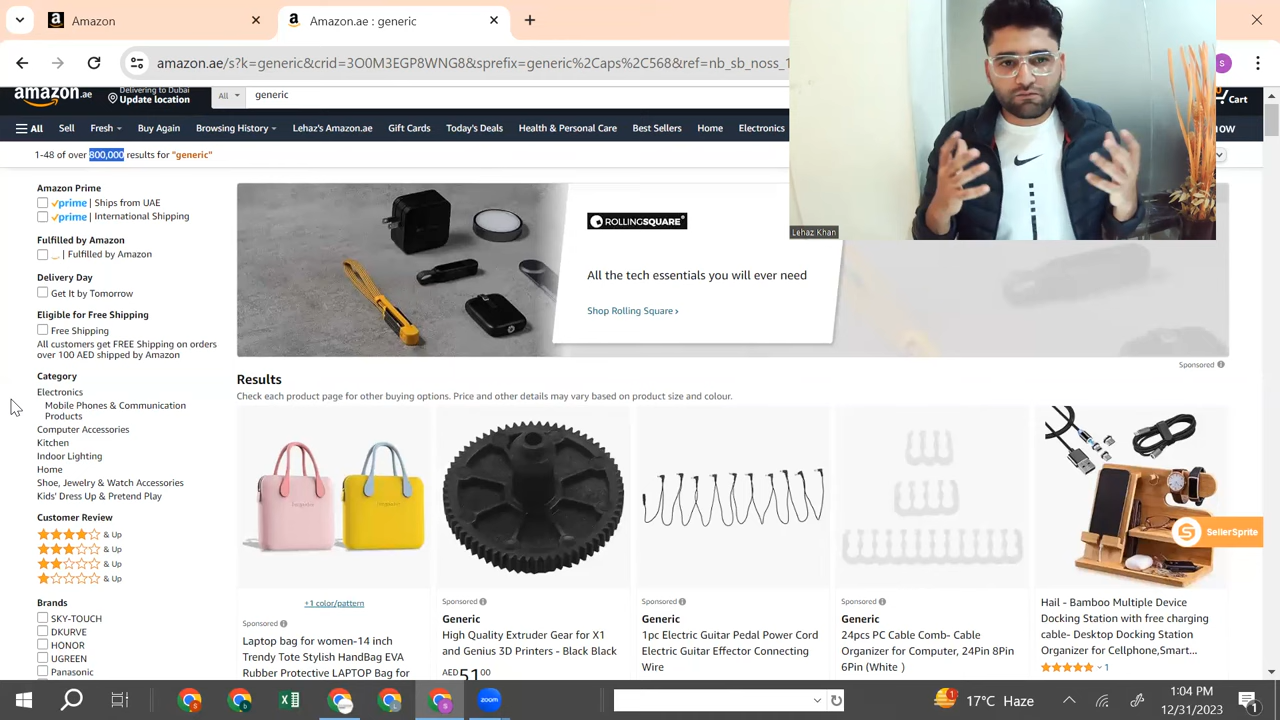 Amazon
Amazon.ae : generic
amazon.ae/s?k=generic&crid=3O0M3EGP8WNG8&sprefix=generic%2Caps%2C568&ref=nb_sb_noss_1
s
amazon.ae
Delivering to Dubai
Update location
All
generic
Cart
All
Sell
Fresh
Buy Again
Browsing History
Lehaz's Amazon.ae
Gift Cards
Today's Deals
Health & Personal Care
Best Sellers
Home
Electronics
NOW
1-48 of over 800,000 results for "generic"
Lehaz Khan
Amazon Prime
prime | Ships from UAE
prime | International Shipping
Fulfilled by Amazon
| Fulfilled by Amazon
Delivery Day
Get It by Tomorrow
Eligible for Free Shipping
Free Shipping
All customers get FREE Shipping on orders
over 100 AED shipped by Amazon
Category
Electronics
Mobile Phones & Communication
Products
Computer Accessories
Kitchen
Indoor Lighting
Home
Shoe, Jewelry & Watch Accessories
Kids' Dress Up & Pretend Play
Customer Review
& Up
& Up
& Up
& Up
Brands
SKY-TOUCH
DKURVE
HONOR
UGREEN
Panasonic
ROLLINGSQUARE
All the tech essentials you will ever need
Shop Rolling Square ›
Sponsored
Results
Check each product page for other buying options. Price and other details may vary based on product size and colour.
+1 color/pattern
Sponsored
Laptop bag for women-14 inch
Trendy Tote Stylish HandBag EVA
Rubber Protective LAPTOP Bag for
Sponsored
Generic
High Quality Extruder Gear for X1
and Genius 3D Printers - Black Black
AED 51.00
Sponsored
Generic
1pc Electric Guitar Pedal Power Cord
Electric Guitar Effector Connecting
Wire
Sponsored
Generic
24pcs PC Cable Comb- Cable
Organizer for Computer, 24Pin 8Pin
6Pin (White )
Hail - Bamboo Multiple Device
Docking Station with free charging
cable- Desktop Docking Station
Organizer for Cellphone,Smart...
1
SellerSprite
zoom
1
17°C Haze
1:04 PM
12/31/2023
1